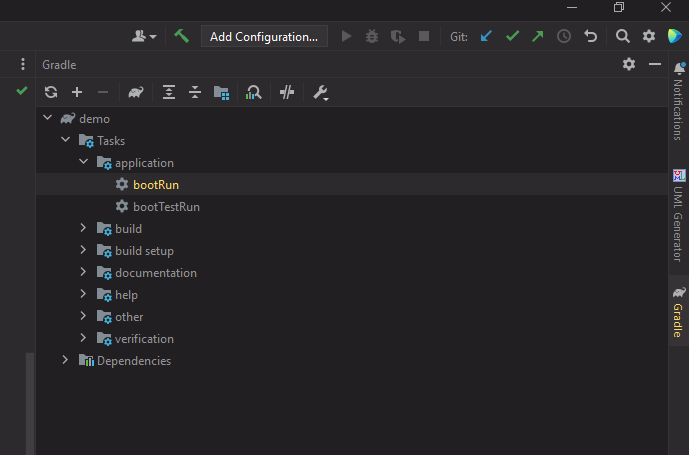 Add Configuration...
Git:
Gradle
demo
Tasks
application
bootRun
bootTestRun
build
build setup
documentation
help
other
verification
Dependencies
Notifications
UML Generator
Gradle